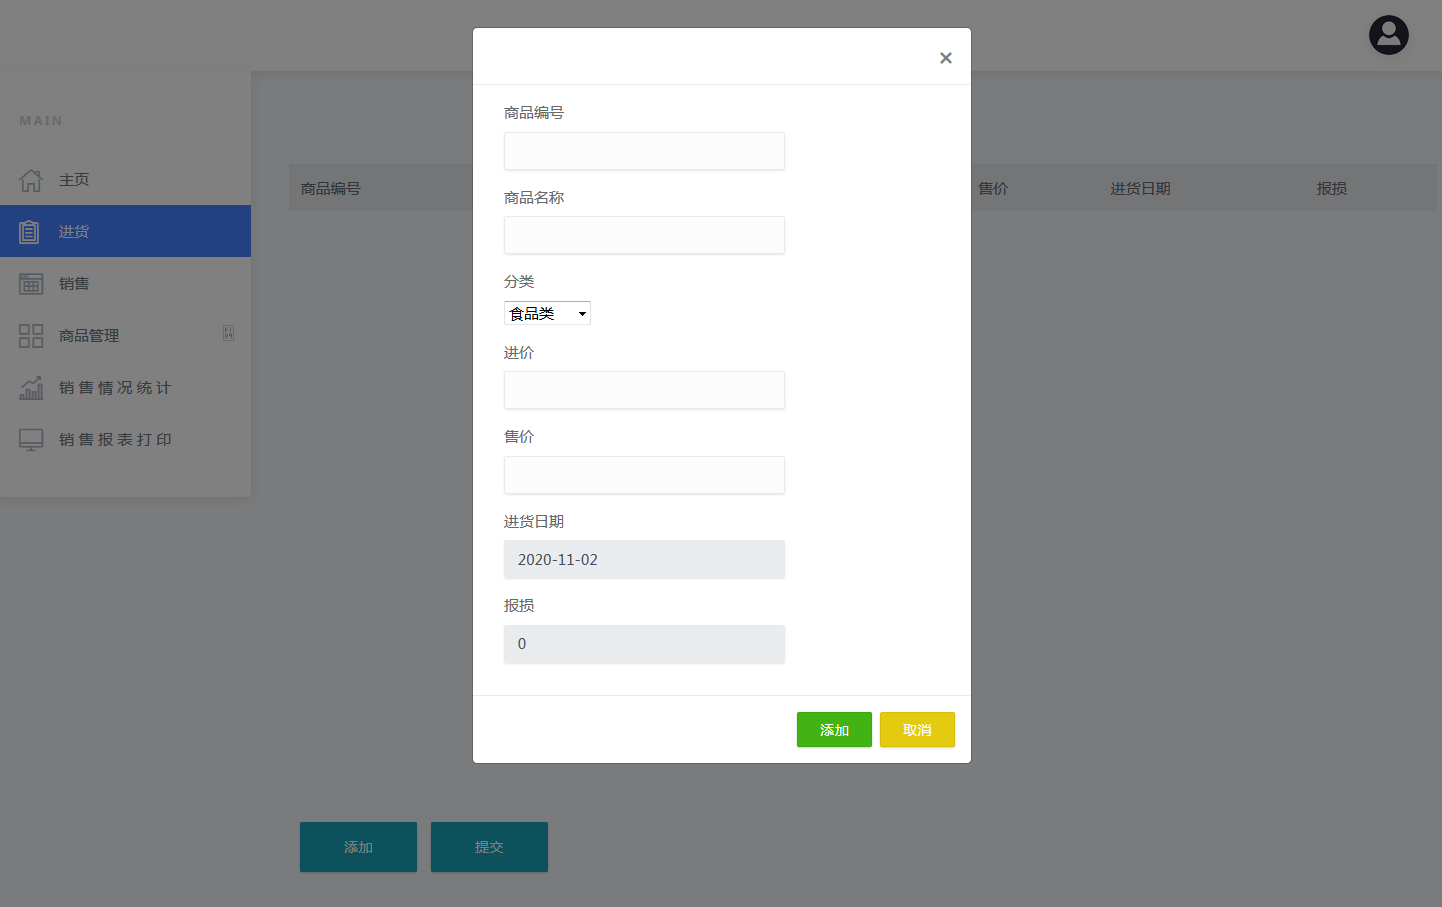 ×
MAIN
主页
进货
销售
商品管理
销售情况统计
销售报表打印
商品编号
售价
进货日期
报损
商品编号
商品名称
分类
食品类
进价
售价
进货日期
2020-11-02
报损
0
添加
取消
添加
提交